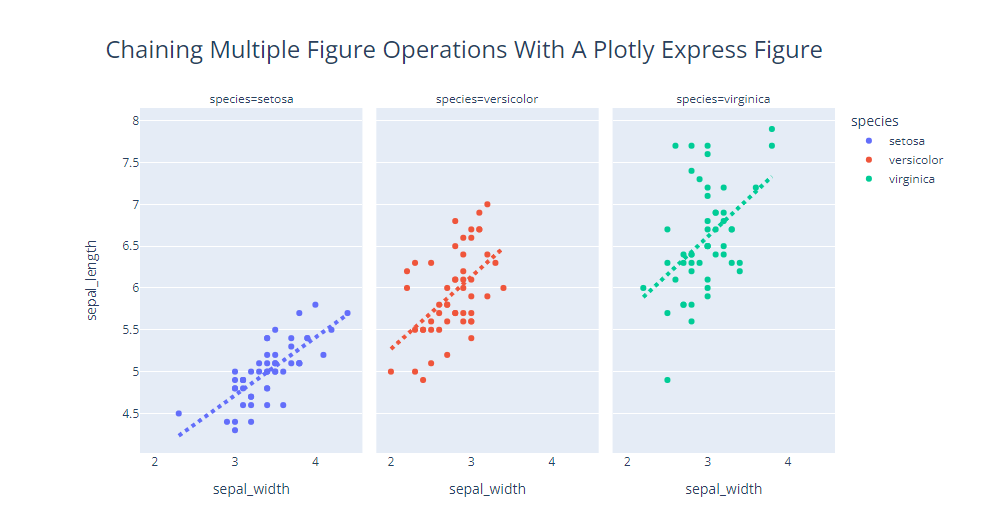 Chaining Multiple Figure Operations With A Plotly Express Figure
species=setosa
species=versicolor
species=virginica
species
setosa
versicolor
virginica
sepal_length
8
7.5
7
6.5
6
5.5
5
4.5
2 3 4
2 3 4
2 3 4
sepal_width
sepal_width
sepal_width